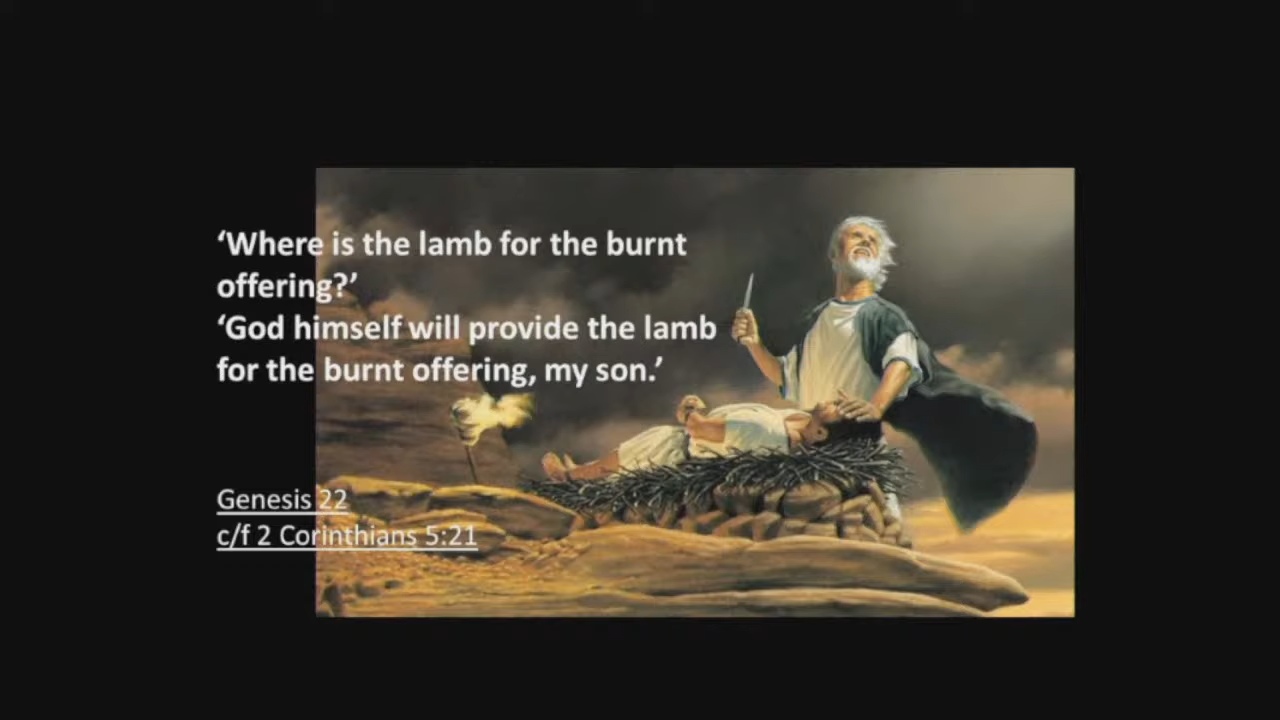 ‘Where is the lamb for the burnt
offering?’
‘God himself will provide the lamb
for the burnt offering, my son.’
Genesis 22
c/f 2 Corinthians 5:21